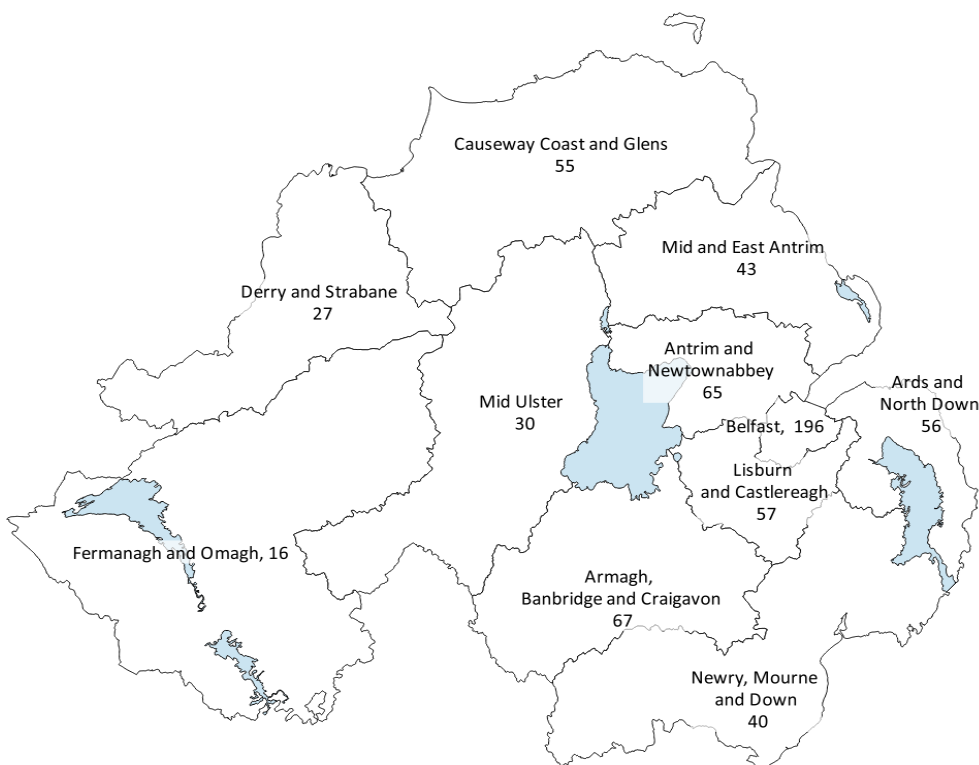 Causeway Coast and Glens
55
Mid and East Antrim
43
Derry and Strabane
27
Antrim and
Newtownabbey
65
Mid Ulster
30
Ards and
North Down
56
Belfast, 196
Lisburn
and Castlereagh
57
Fermanagh and Omagh, 16
Armagh,
Banbridge and Craigavon
67
Newry, Mourne
and Down
40